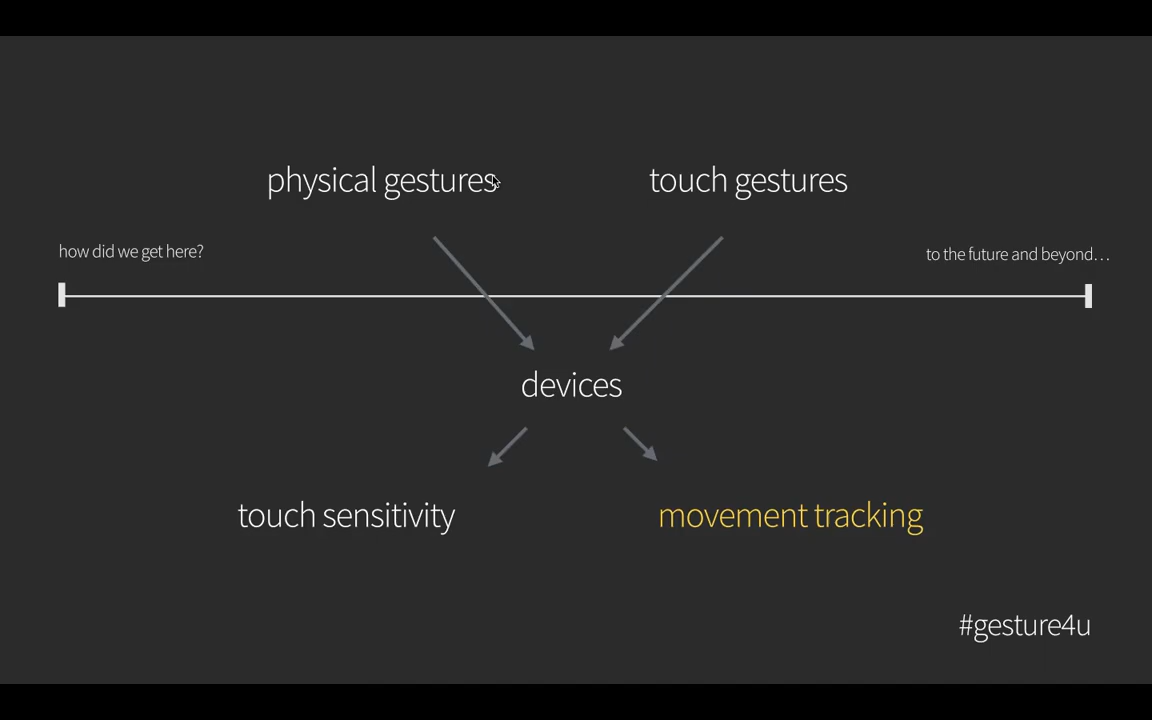 physical gestures
touch gestures
how did we get here?
to the future and beyond...
devices
touch sensitivity
movement tracking
#gesture4u